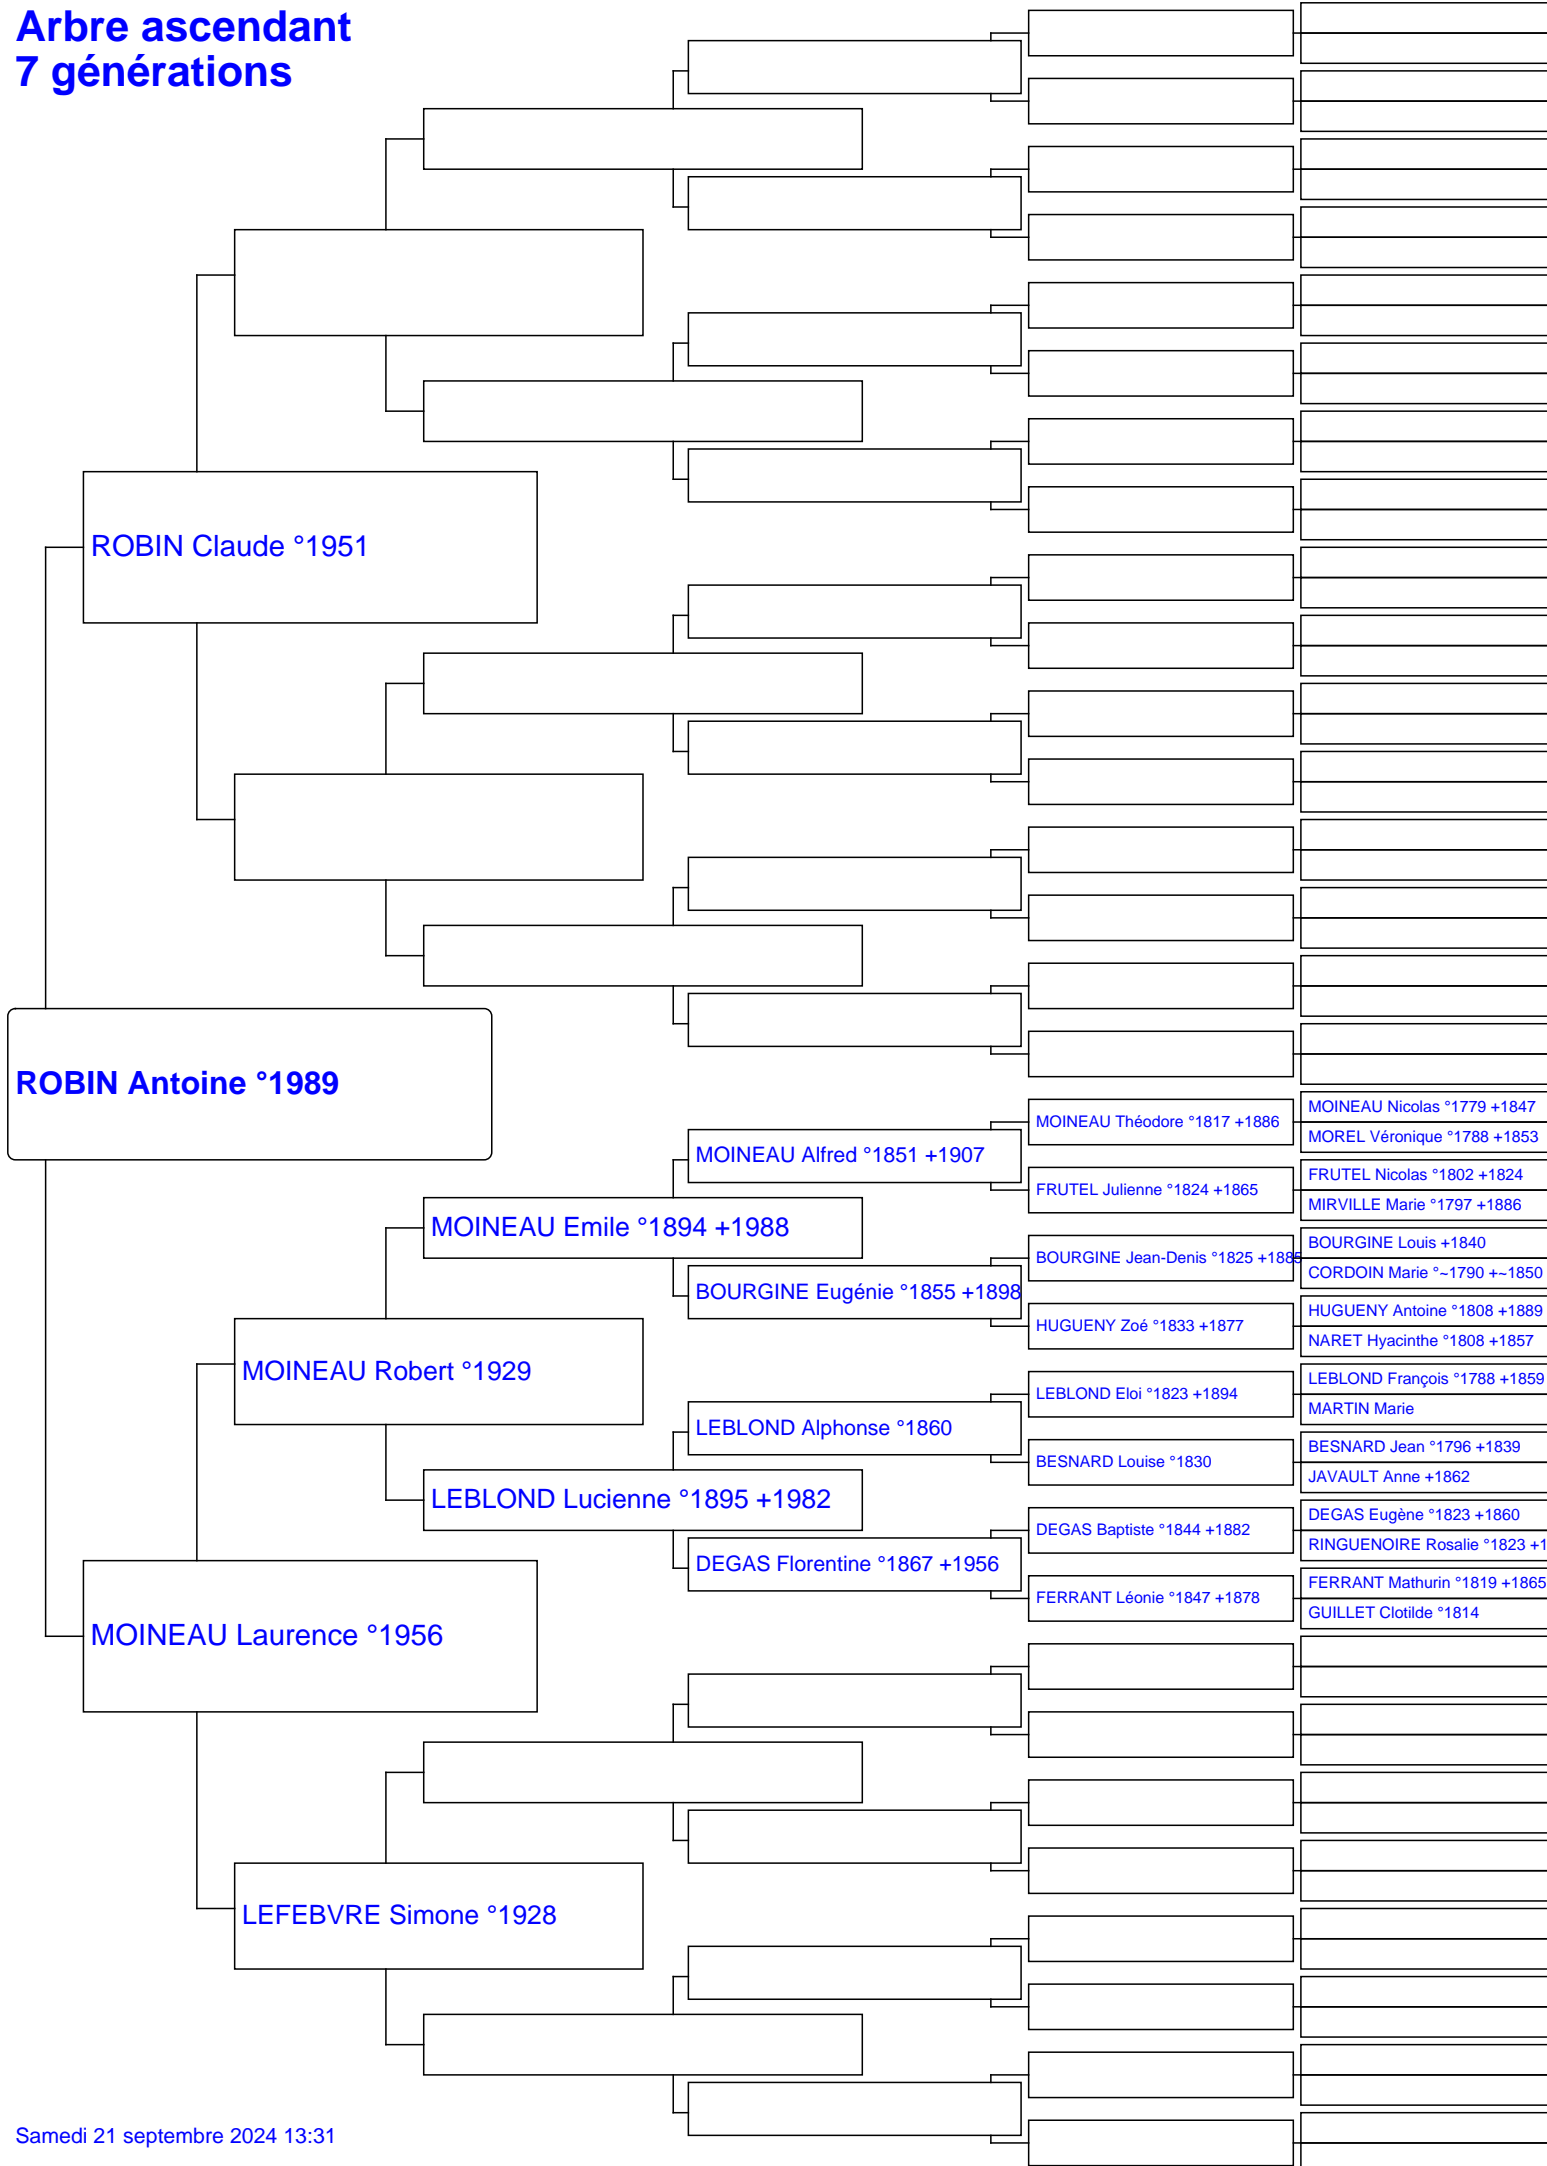 Arbre ascendant
7 générations
ROBIN Claude °1951
ROBIN Antoine °1989
MOINEAU Nicolas °1779 +1847
MOINEAU Théodore °1817 +1886
MOREL Véronique °1788 +1853
MOINEAU Alfred °1851 +1907
FRUTEL Nicolas °1802 +1824
FRUTEL Julienne °1824 +1865
MIRVILLE Marie °1797 +1886
MOINEAU Emile °1894 +1988
BOURGINE Louis +1840
BOURGINE Jean-Denis °1825 +1885
CORDOIN Marie °~1790 +~1850
BOURGINE Eugénie °1855 +1898
HUGUENY Antoine °1808 +1889
HUGUENY Zoé °1833 +1877
NARET Hyacinthe °1808 +1857
MOINEAU Robert °1929
LEBLOND François °1788 +1859
LEBLOND Eloi °1823 +1894
MARTIN Marie
LEBLOND Alphonse °1860
BESNARD Jean °1796 +1839
BESNARD Louise °1830
JAVAULT Anne +1862
LEBLOND Lucienne °1895 +1982
DEGAS Eugène °1823 +1860
DEGAS Baptiste °1844 +1882
RINGUENOIRE Rosalie °1823 +1
DEGAS Florentine °1867 +1956
FERRANT Mathurin °1819 +1865
FERRANT Léonie °1847 +1878
GUILLET Clotilde °1814
MOINEAU Laurence °1956
LEFEBVRE Simone °1928
Samedi 21 septembre 2024 13:31